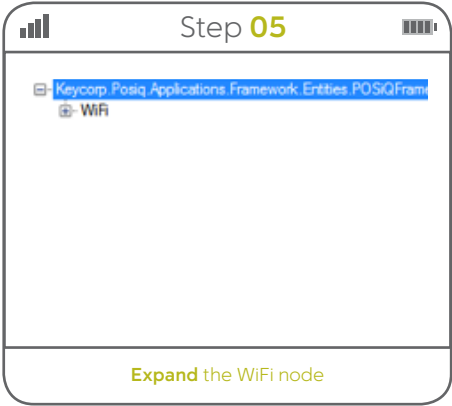 Step 05
Keycorp.Posiq.Applications.Framework.Entities.POSiQFrame
WiFi
Expand the WiFi node